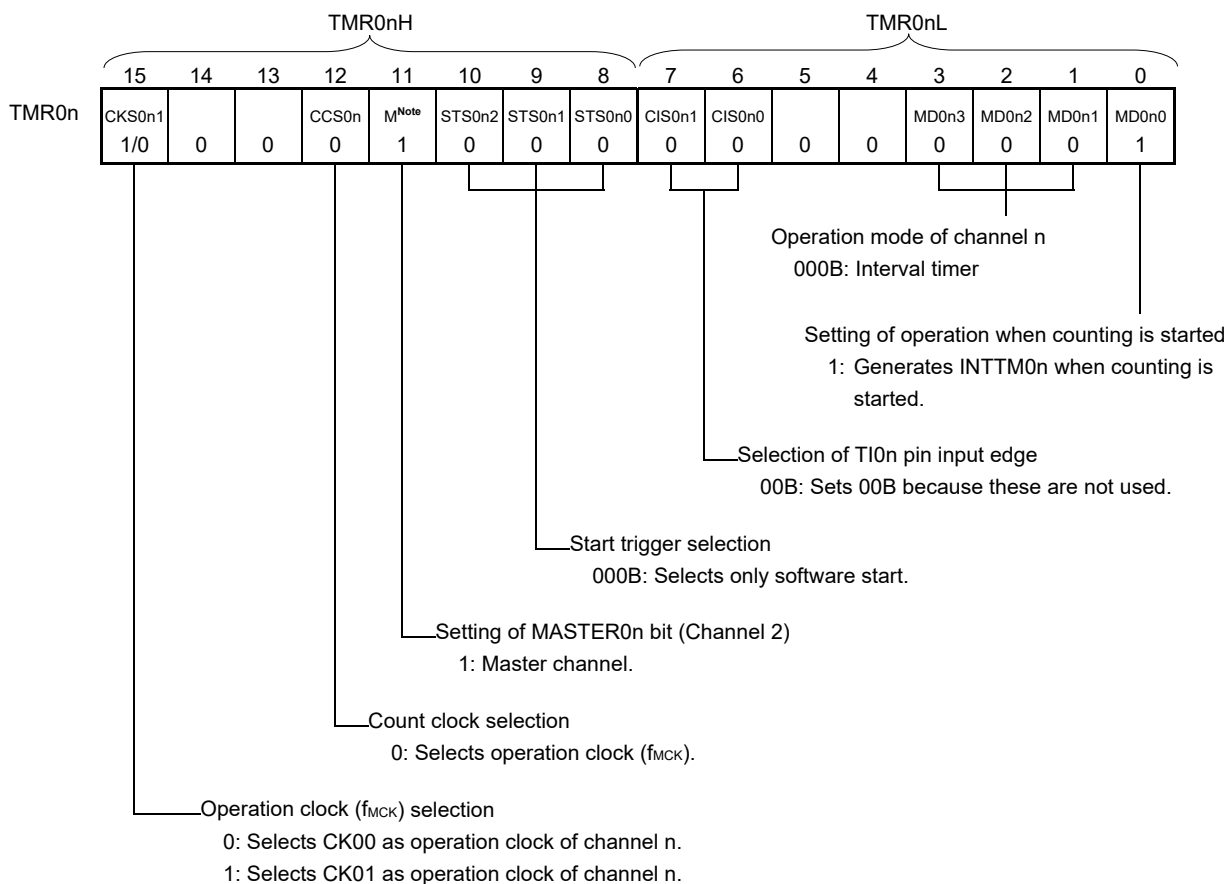 TMR0nH TMR0nL
15 14 13 12 11 10 9 8 7 6 5 4 3 2 1 0
TMR0n CKS0n1 CCS0n M^Note STS0n2 STS0n1 STS0n0 CIS0n1 CIS0n0 MD0n3 MD0n2 MD0n1 MD0n0
1/0 0 0 0 1 0 0 0 0 0 0 0 0 0 0 1
Operation mode of channel n
000B: Interval timer
Setting of operation when counting is started
1: Generates INTTM0n when counting is
started.
Selection of TI0n pin input edge
00B: Sets 00B because these are not used.
Start trigger selection
000B: Selects only software start.
Setting of MASTER0n bit (Channel 2)
1: Master channel.
Count clock selection
0: Selects operation clock (fMCK).
Operation clock (fMCK) selection
0: Selects CK00 as operation clock of channel n.
1: Selects CK01 as operation clock of channel n.